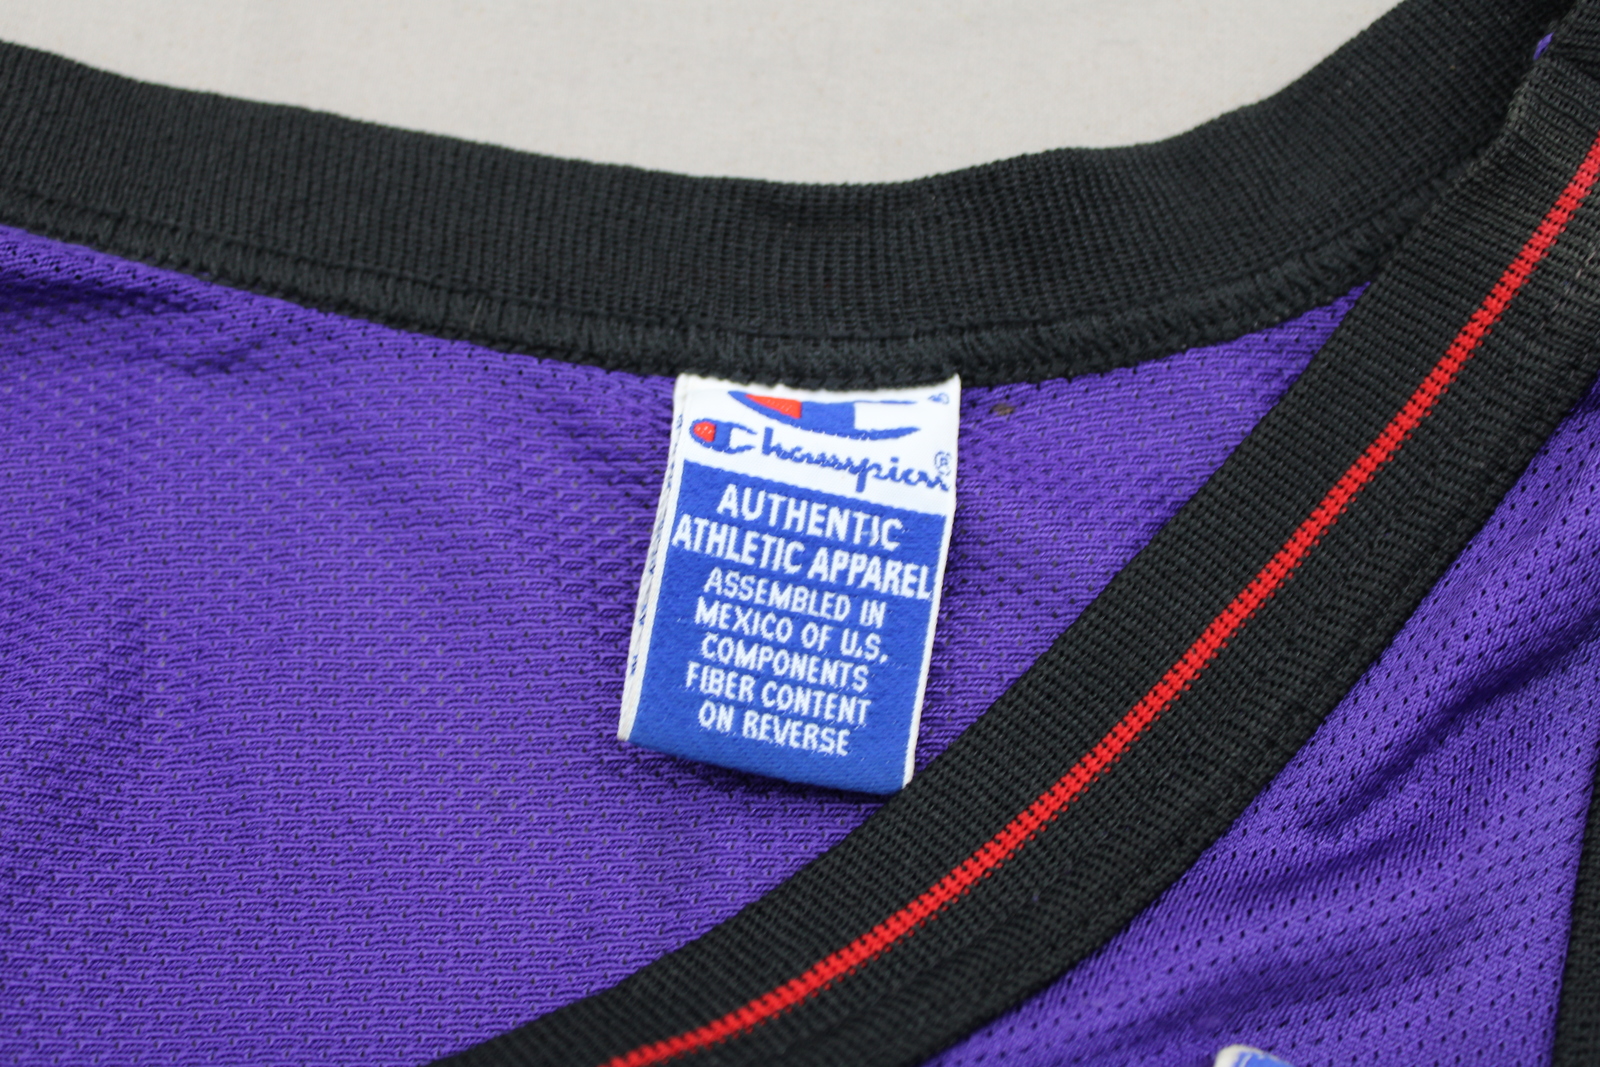 Champion®
AUTHENTIC
ATHLETIC APPAREL
ASSEMBLED IN
MEXICO OF U.S.
COMPONENTS
FIBER CONTENT
ON REVERSE